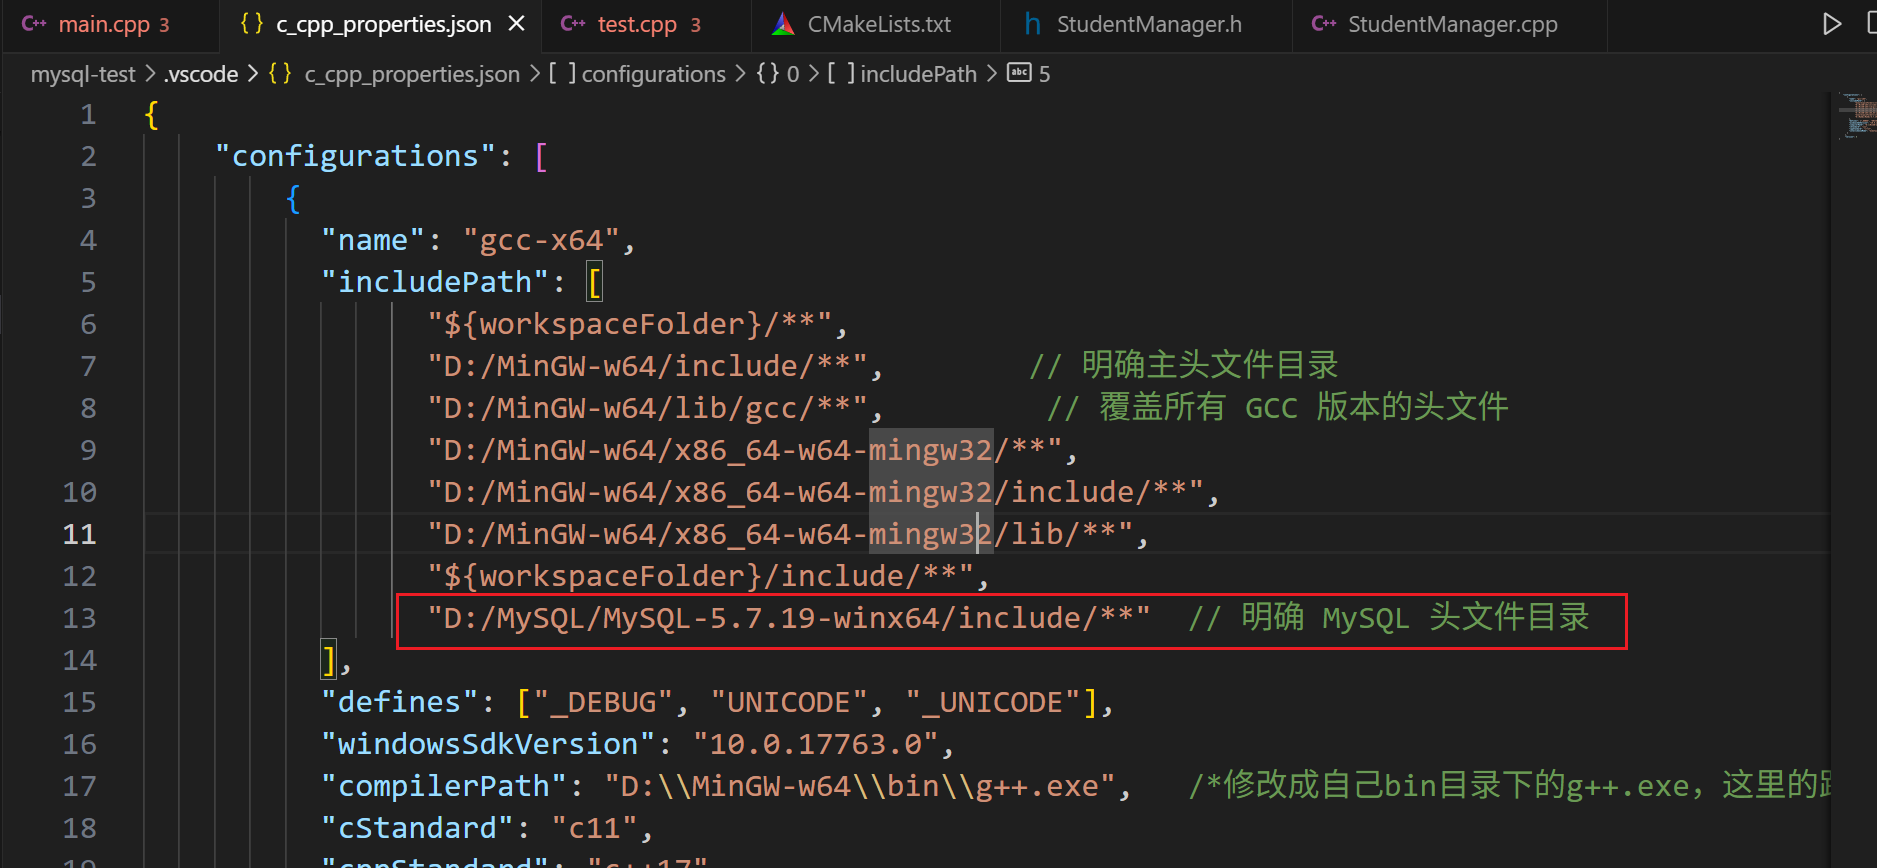 main.cpp 3 c_cpp_properties.json test.cpp 3 CMakeLists.txt h StudentManager.h StudentManager.cpp
mysql-test > .vscode > {} c_cpp_properties.json > [ ] configurations > {} 0 > [ ] includePath > abc 5
1 {
2 "configurations": [
3 {
4 "name": "gcc-x64",
5 "includePath": [
6 "${workspaceFolder}/**",
7 "D:/MinGW-w64/include/**", // 明确主头文件目录
8 "D:/MinGW-w64/lib/gcc/**", // 覆盖所有 GCC 版本的头文件
9 "D:/MinGW-w64/x86_64-w64-mingw32/**",
10 "D:/MinGW-w64/x86_64-w64-mingw32/include/**",
11 "D:/MinGW-w64/x86_64-w64-mingw32/lib/**",
12 "${workspaceFolder}/include/**",
13 "D:/MySQL/MySQL-5.7.19-winx64/include/**" // 明确 MySQL 头文件目录
14 ],
15 "defines": ["_DEBUG", "UNICODE", "_UNICODE"],
16 "windowsSdkVersion": "10.0.17763.0",
17 "compilerPath": "D:\\MinGW-w64\\bin\\g++.exe", /*修改成自己bin目录下的g++.exe，这里的
18 "cStandard": "c11",
19 "cppStandard": "c++17"